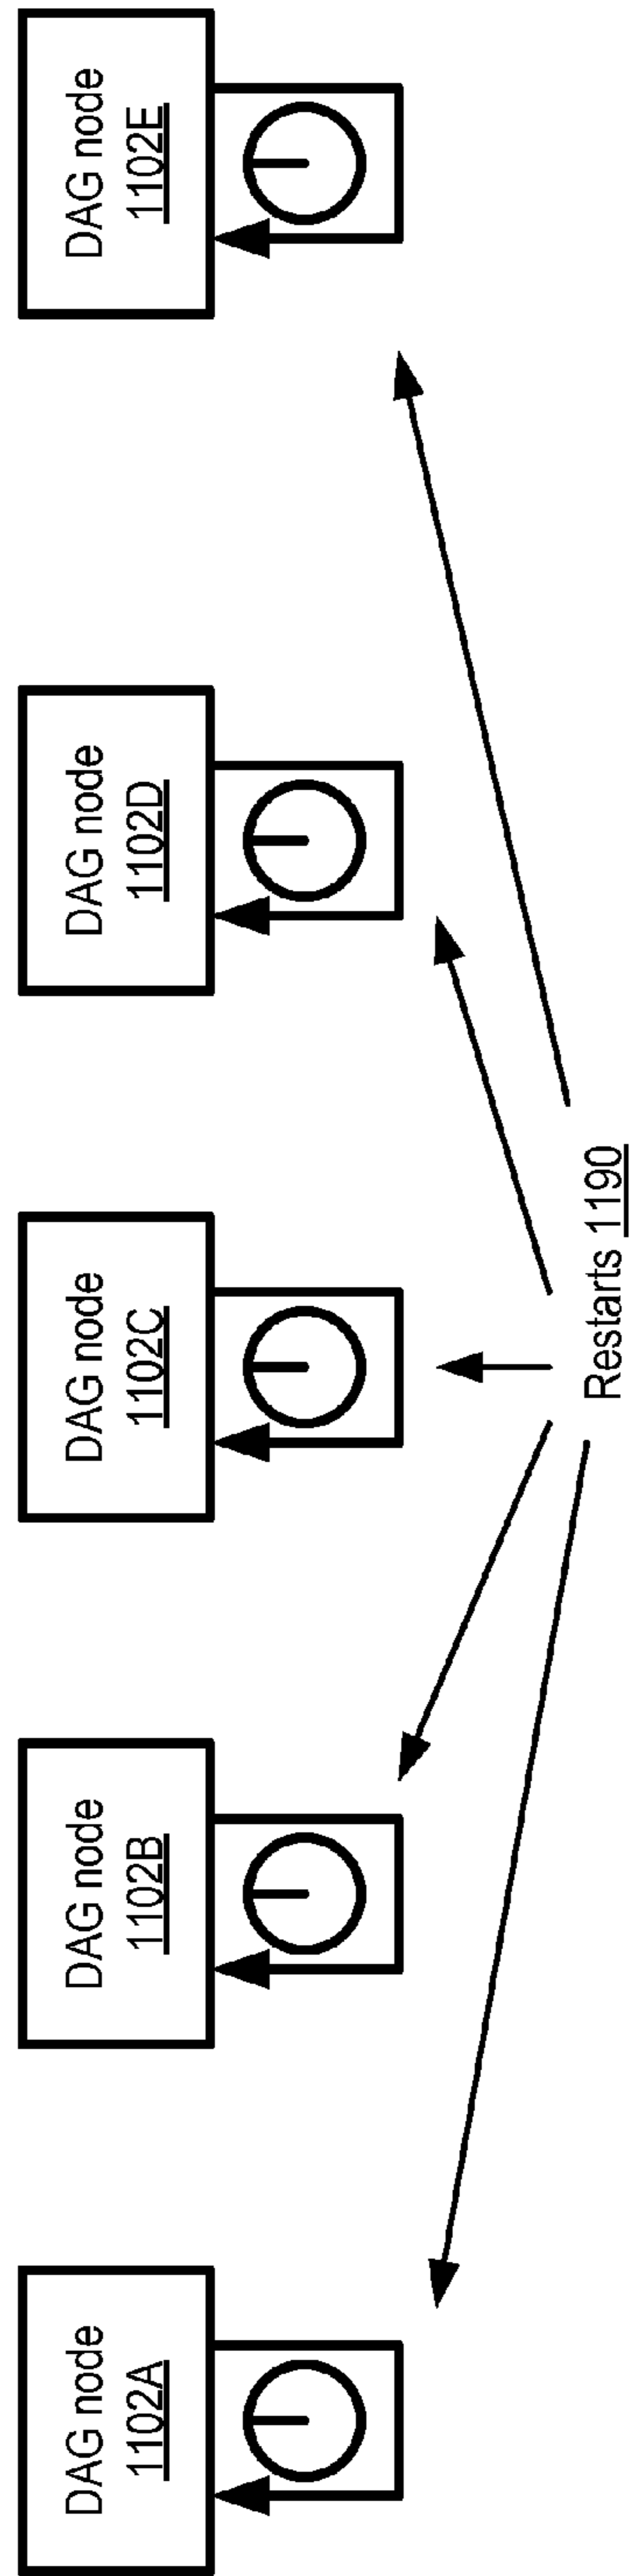 DAG node
1102A
DAG node
1102B
DAG node
1102C
DAG node
1102D
DAG node
1102E
Restarts 1190